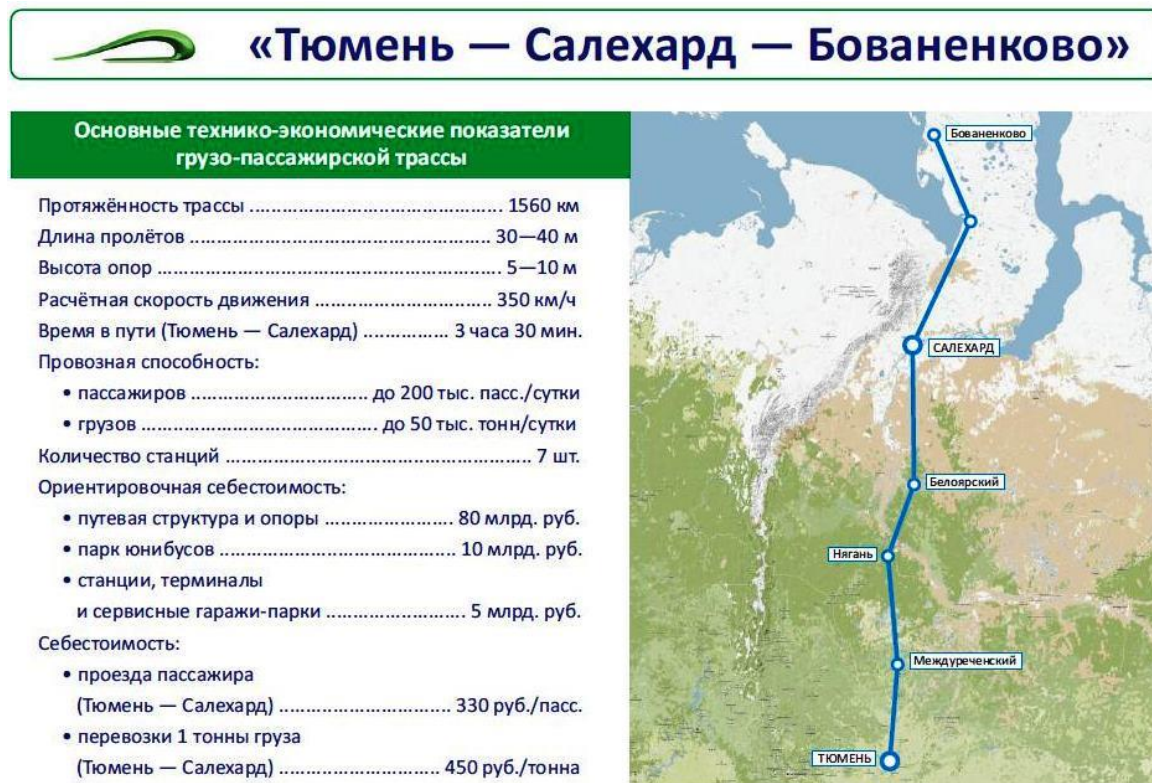 «Тюмень — Салехард — Бованенково»
Основные технико-экономические показатели
грузо-пассажирской трассы
Протяжённость трассы ............................................... 1560 км
Длина пролётов ........................................................ 30—40 м
Высота опор ................................................................ 5—10 м
Расчётная скорость движения ................................. 350 км/ч
Время в пути (Тюмень — Салехард) ................ 3 часа 30 мин.
Провозная способность:
• пассажиров ................................. до 200 тыс. пасс./сутки
• грузов ............................................ до 50 тыс. тонн/сутки
Количество станций ........................................................ 7 шт.
Ориентировочная себестоимость:
• путевая структура и опоры ........................ 80 млрд. руб.
• парк юнибусов ............................................ 10 млрд. руб.
• станции, терминалы
и сервисные гаражи-парки .......................... 5 млрд. руб.
Себестоимость:
• проезда пассажира
(Тюмень — Салехард) ................................ 330 руб./пасс.
• перевозки 1 тонны груза
(Тюмень — Салехард) .............................. 450 руб./тонна
Бованенково
САЛЕХАРД
Белоярский
Нягань
Междуреченский
ТЮМЕНЬ